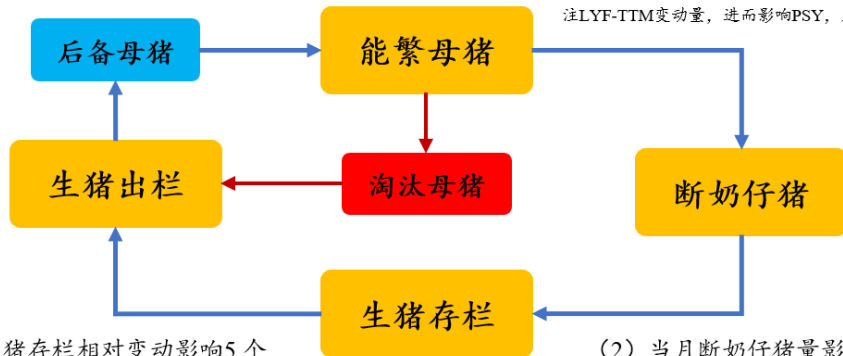 注LYF-TTM变动量，进而影响PSY，
后备母猪
能繁母猪
生猪出栏
淘汰母猪
断奶仔猪
生猪存栏
猪存栏相对变动影响5个
（2）当月断奶仔猪量影